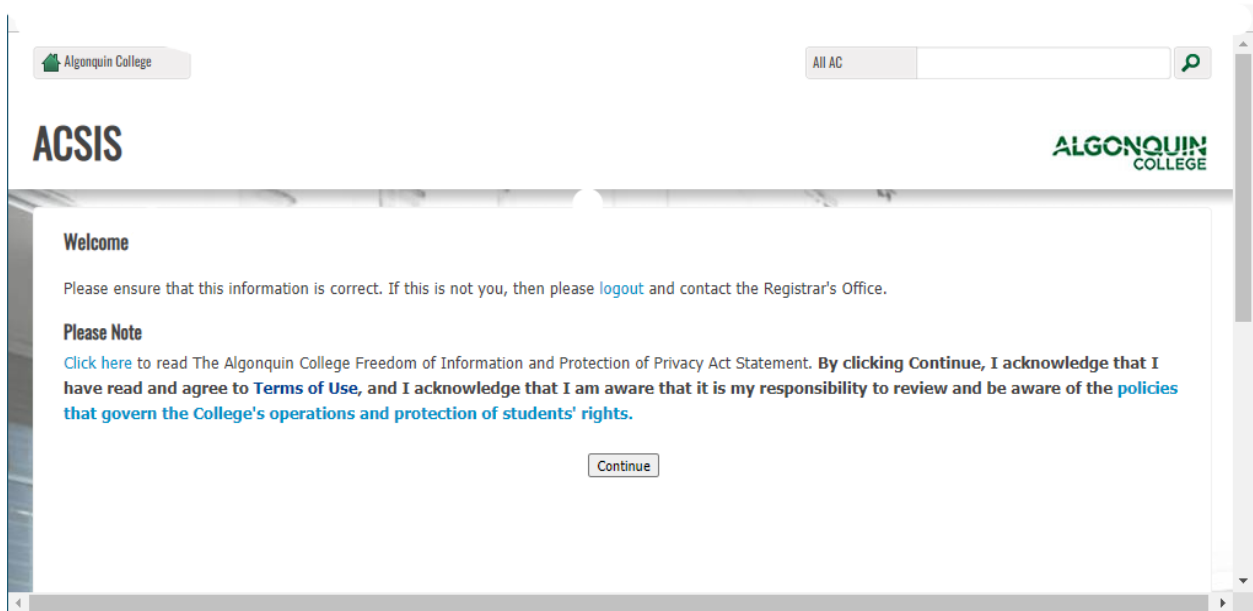 Algonquin College
All AC
ACSIS
ALGONQUIN
COLLEGE
Welcome
Please ensure that this information is correct. If this is not you, then please logout and contact the Registrar's Office.
Please Note
Click here to read The Algonquin College Freedom of Information and Protection of Privacy Act Statement. By clicking Continue, I acknowledge that I
have read and agree to Terms of Use, and I acknowledge that I am aware that it is my responsibility to review and be aware of the policies
that govern the College's operations and protection of students' rights.
Continue